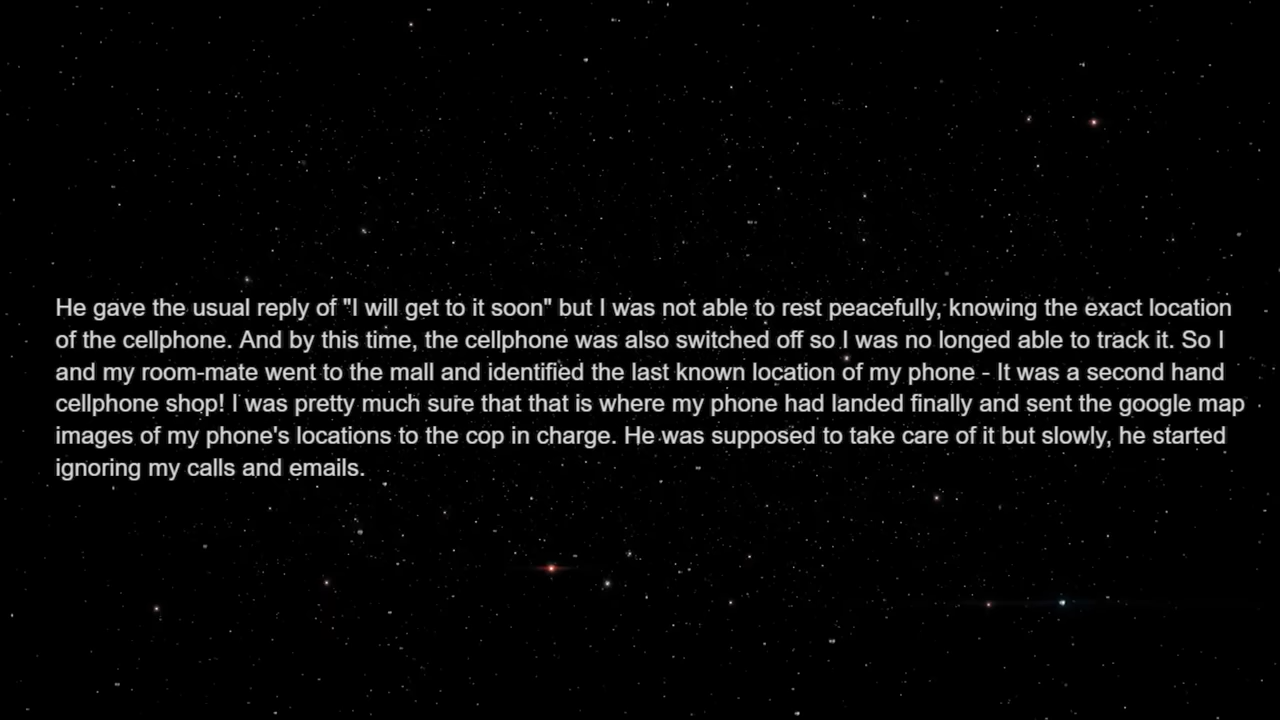 He gave the usual reply of "I will get to it soon" but I was not able to rest peacefully, knowing the exact location
of the cellphone. And by this time, the cellphone was also switched off so I was no longed able to track it. So I
and my room-mate went to the mall and identified the last known location of my phone - It was a second hand
cellphone shop! I was pretty much sure that that is where my phone had landed finally and sent the google map
images of my phone's locations to the cop in charge. He was supposed to take care of it but slowly, he started
ignoring my calls and emails.